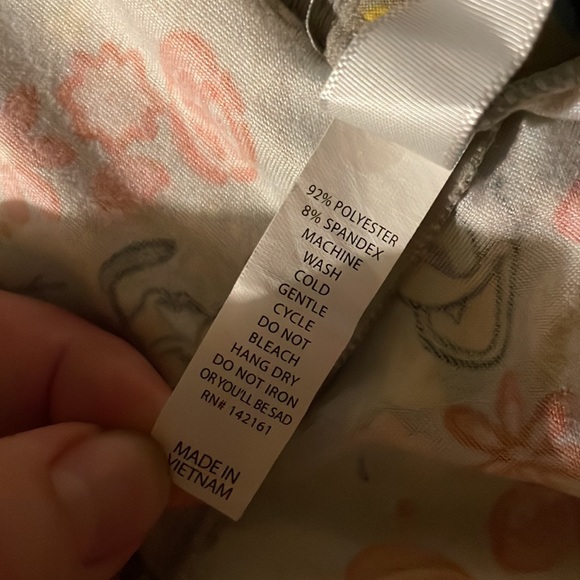 92% POLYESTER
8% SPANDEX
MACHINE
WASH
COLD
GENTLE
CYCLE
DO NOT
BLEACH
HANG DRY
DO NOT IRON
OR YOU'LL BE SAD
RN# 142161
MADE IN
VIETNAM